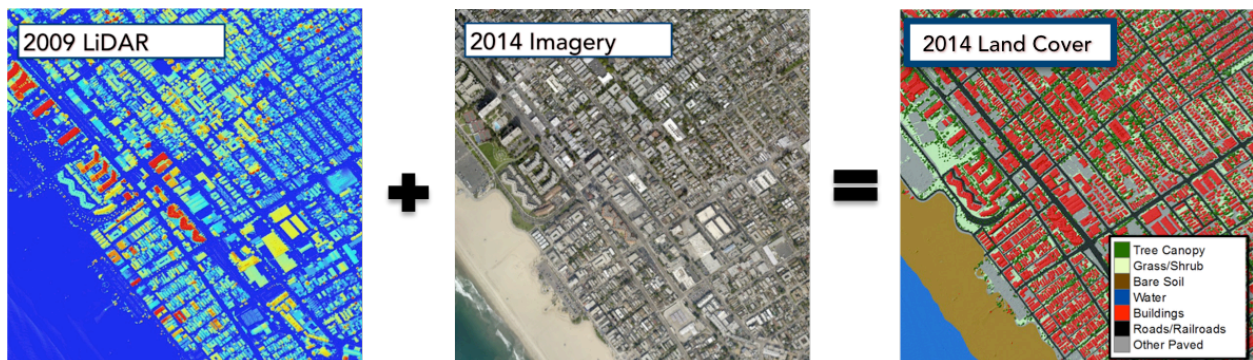 2009 LiDAR
+
2014 Imagery
=
2014 Land Cover
Tree Canopy
Grass/Shrub
Bare Soil
Water
Buildings
Roads/Railroads
Other Paved